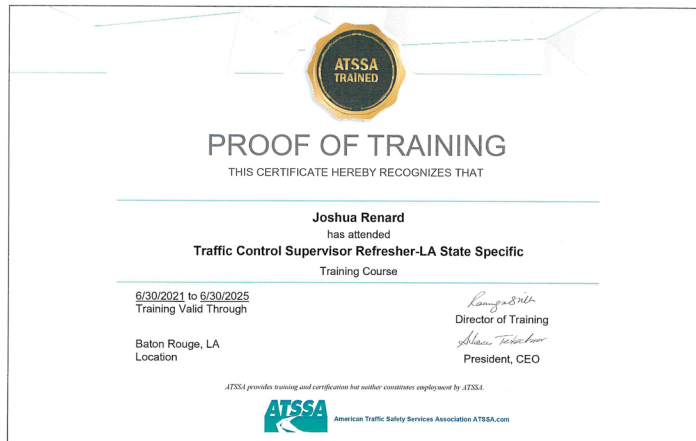 ATSSA
TRAINED
PROOF OF TRAINING
THIS CERTIFICATE HEREBY RECOGNIZES THAT
Joshua Renard
has attended
Traffic Control Supervisor Refresher-LA State Specific
Training Course
6/30/2021 to 6/30/2025
Training Valid Through
Director of Training
Baton Rouge, LA
Location
President, CEO
ATSSA provides training and certification but neither constitutes employment by ATSSA.
ATSSA
American Traffic Safety Services Association ATSSA.com